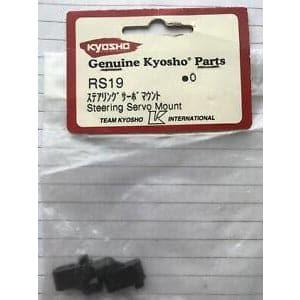 KYOSHO
Genuine Kyosho® Parts
RS19 ●0
ステアリングサーボマウント
Steering Servo Mount
TEAM KYOSHO K INTERNATIONAL